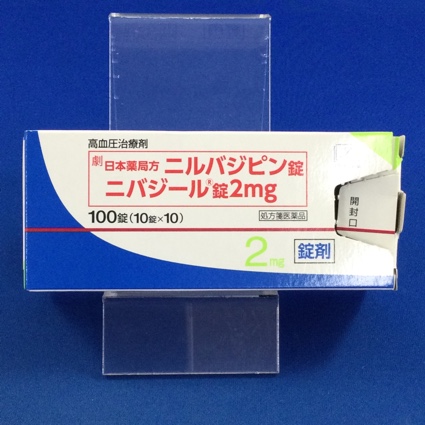 高血圧治療剤
劇 日本薬局方 ニルバジピン錠
ニバジール®錠2mg
100錠(10錠×10)
処方箋医薬品
開封口
2mg
錠剤